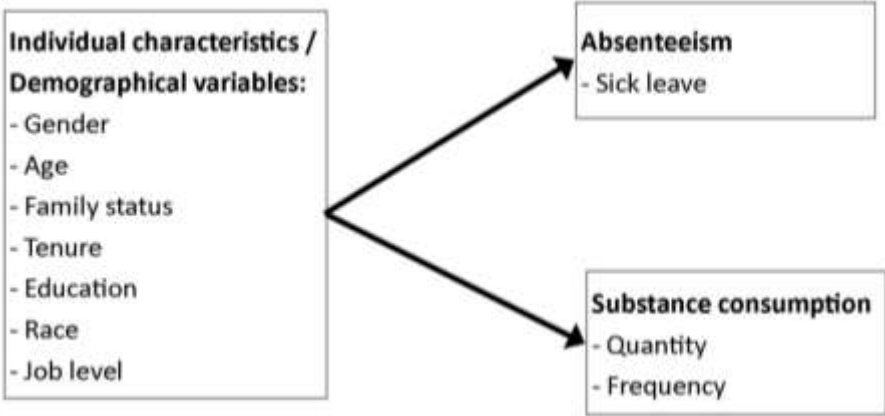 Individual characteristics /
Demographical variables:
- Gender
- Age
- Family status
- Tenure
- Education
- Race
- Job level
Absenteeism
- Sick leave
Substance consumption
- Quantity
- Frequency